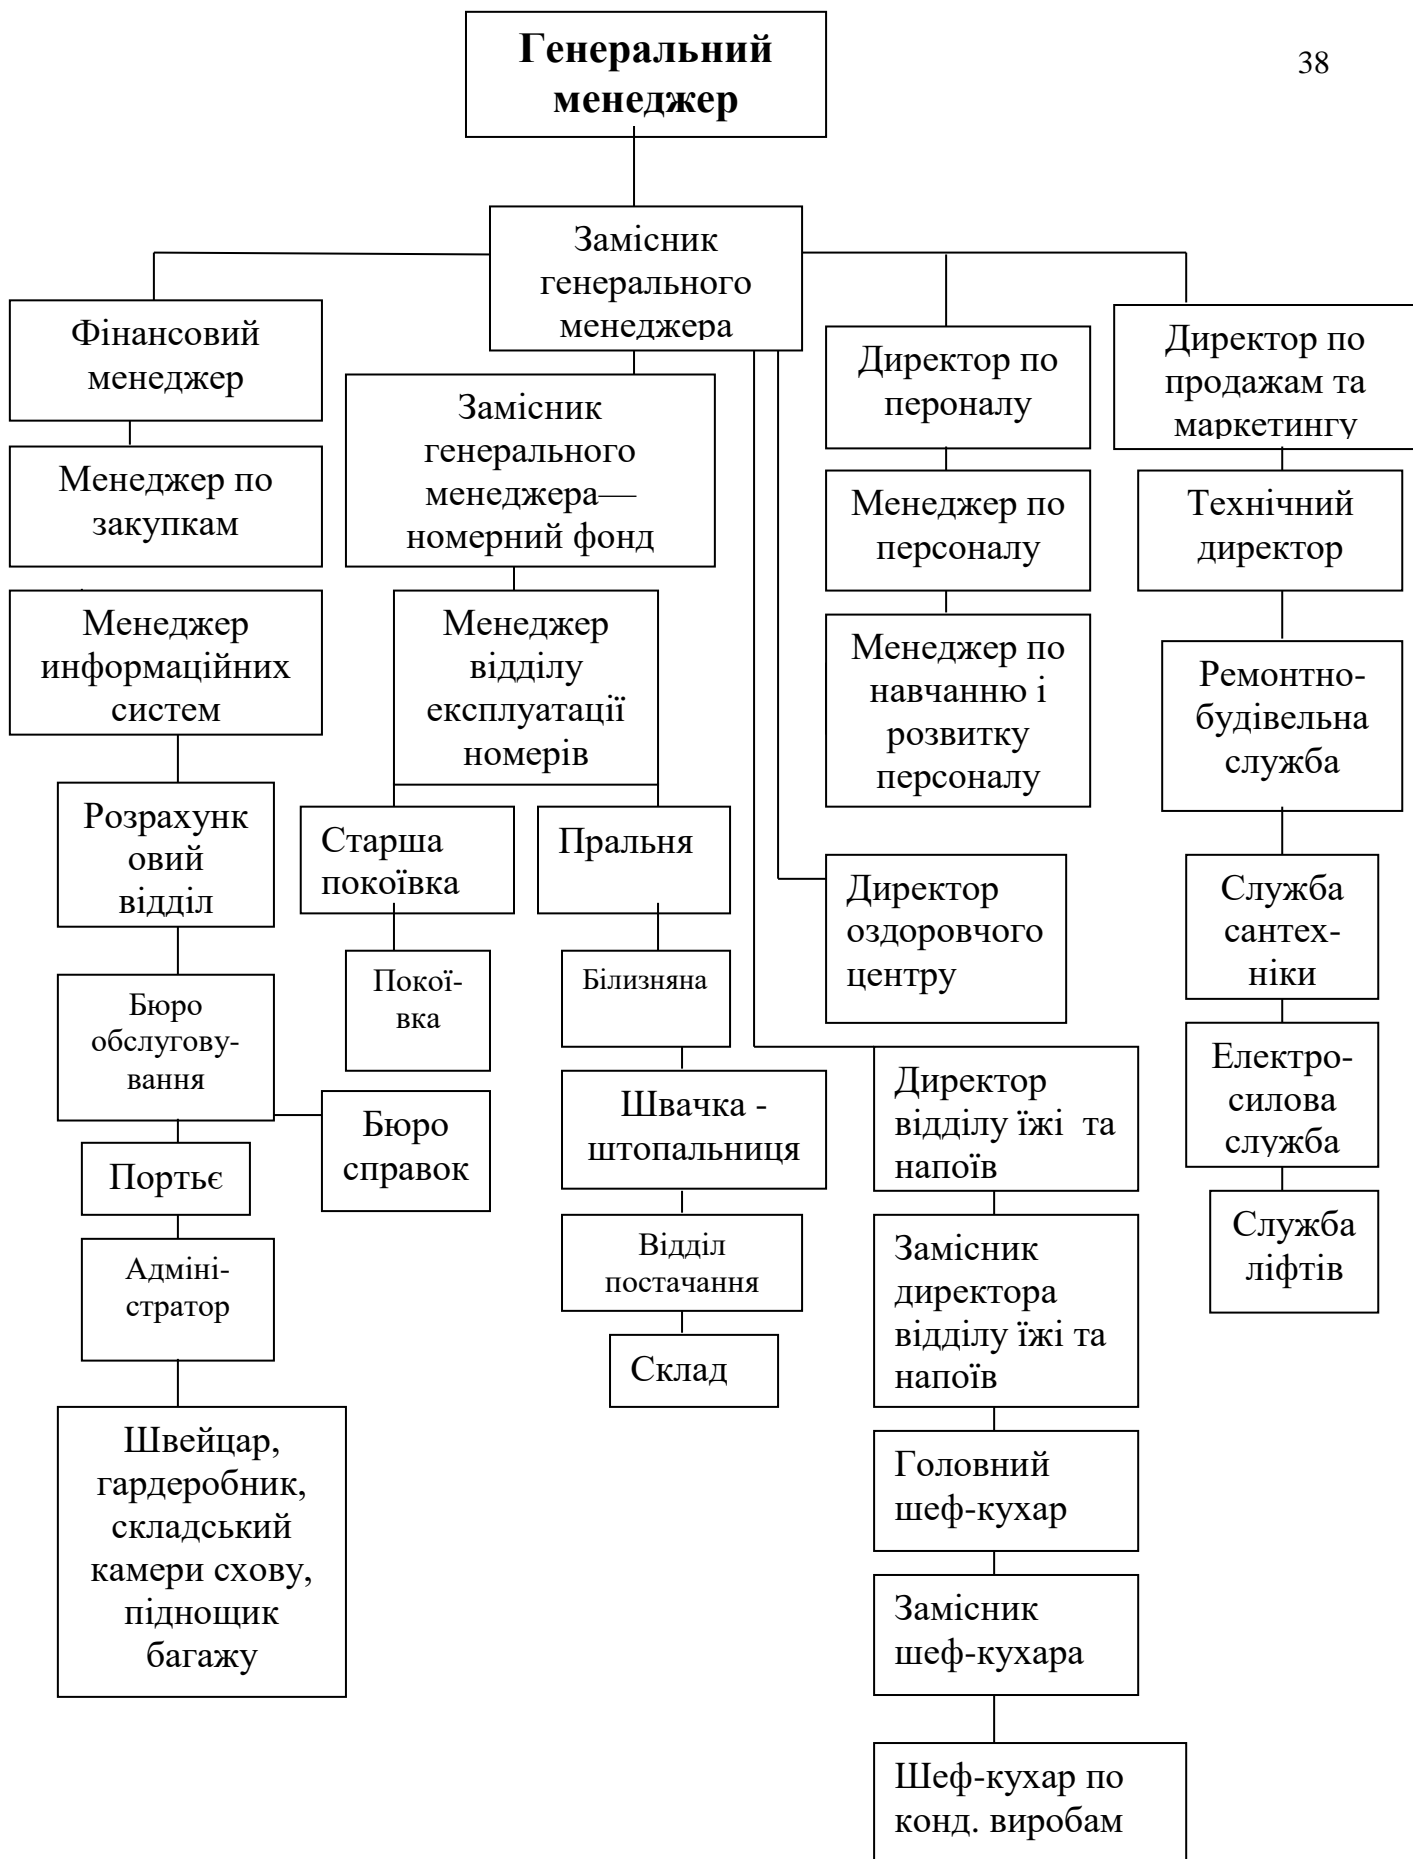 Генеральний
менеджер
38
Замісник
генерального
менеджера
Фінансовий
менеджер
Замісник
генерального
менеджера—
номерний фонд
Директор по
пероналу
Директор по
продажам та
маркетингу
Менеджер по
закупкам
Менеджер по
персоналу
Технічний
директор
Менеджер
информаційних
систем
Менеджер
відділу
експлуатації
номерів
Менеджер по
навчанню і
розвитку
персоналу
Ремонтно-
будівельна
служба
Розрахунк
овий
відділ
Старша
покоївка
Пральня
Директор
оздоровчого
центру
Служба
сантех-
ніки
Бюро
обслугову-
вання
Покої-
вка
Білизняна
Електро-
силова
служба
Бюро
справок
Швачка -
штопальниця
Директор
відділу їжі та
напоїв
Портьє
Служба
ліфтів
Адміні-
стратор
Відділ
постачання
Замісник
директора
відділу їжі та
напоїв
Склад
Швейцар,
гардеробник,
складський
камери схову,
піднощик
багажу
Головний
шеф-кухар
Замісник
шеф-кухара
Шеф-кухар по
конд. виробам